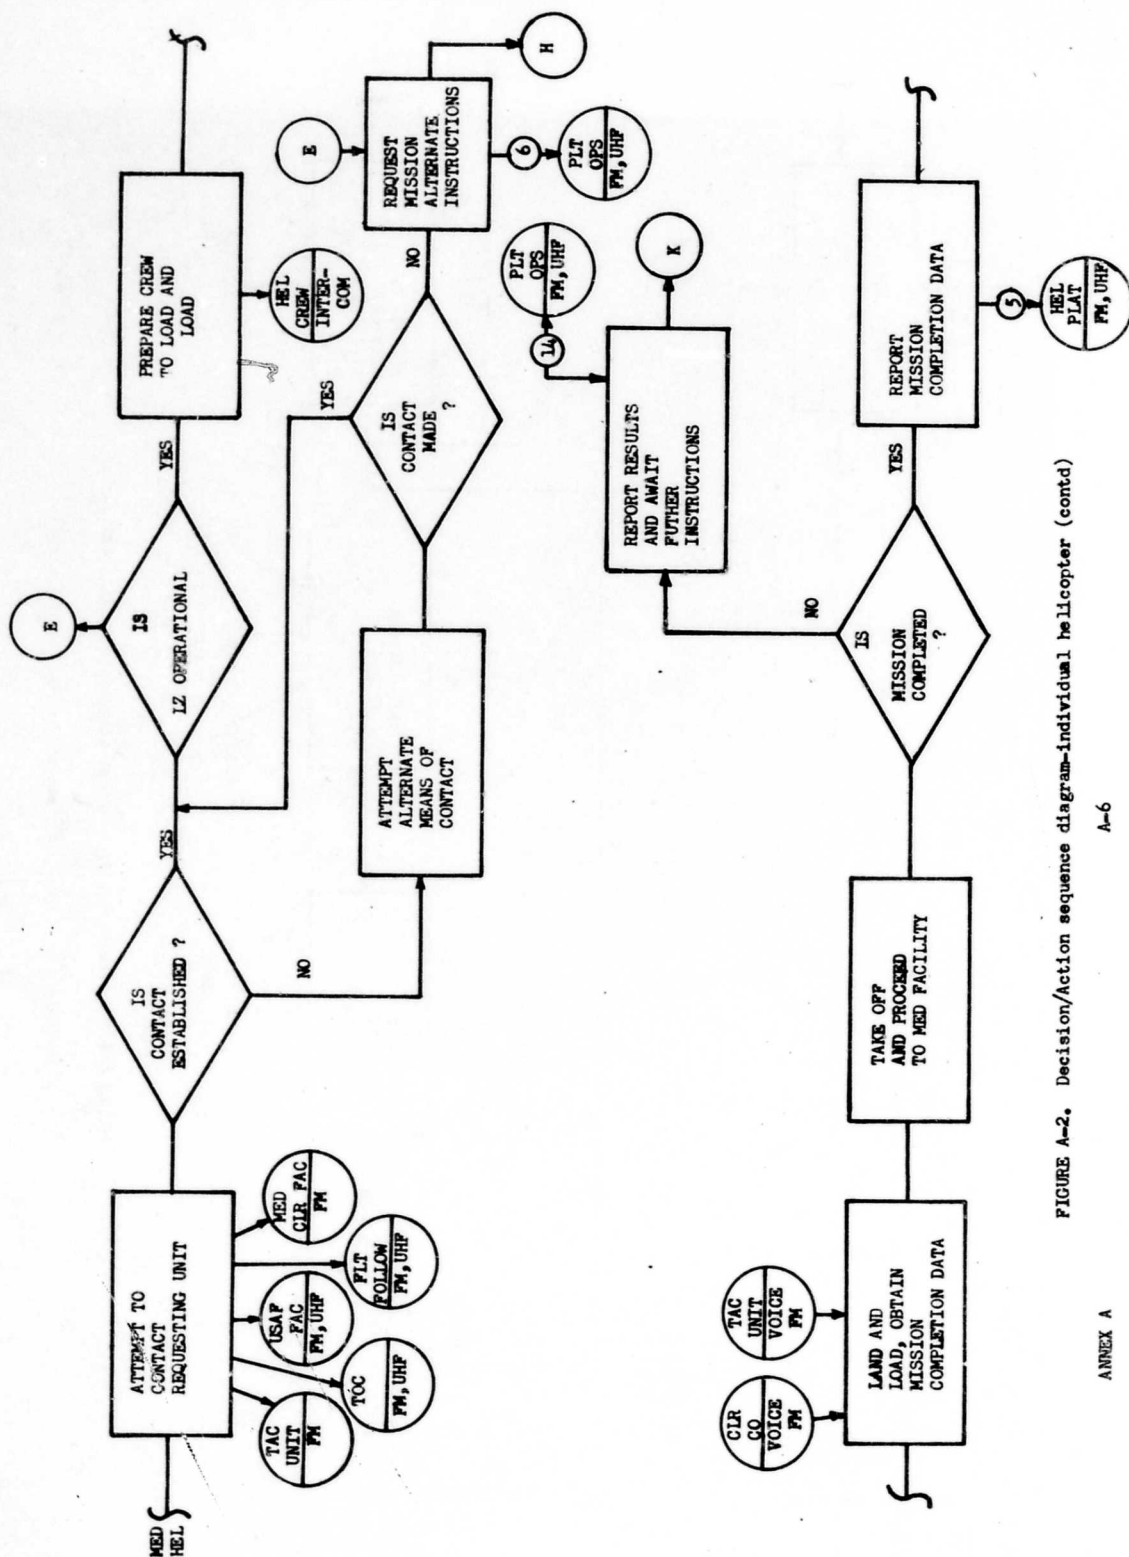 MED
HEL
ATTEMPT TO
CONTACT
REQUESTING UNIT
TAC
UNIT
FM
TOC
FM, UHF
USAF
FAC
FM, UHF
FLT
FOLLOW
FM, UHF
MED
CLR FAC
FM
IS
CONTACT
ESTABLISHED ?
YES
NO
IS
LZ OPERATIONAL
E
YES
PREPARE CREW
TO LOAD AND
LOAD
HEL
CREW
INTER-
COM
ATTEMPT
ALTERNATE
MEANS OF
CONTACT
IS
CONTACT
MADE ?
YES
NO
E
REQUEST
MISSION
ALTERNATE
INSTRUCTIONS
H
6
PLT
OPS
FM, UHF
CLR
CO
VOICE
FM
TAC
UNIT
VOICE
FM
LAND AND
LOAD, OBTAIN
MISSION
COMPLETION DATA
TAKE OFF
AND PROCEED
TO MED FACILITY
IS
MISSION
COMPLETED
?
NO
REPORT RESULTS
AND AWAIT
FUTHER
INSTRUCTIONS
14
PLT
OPS
FM, UHF
K
YES
REPORT
MISSION
COMPLETION DATA
5
HEL
PLAT
FM, UHF
FIGURE A-2. Decision/Action sequence diagram-individual helicopter (contd)
ANNEX A
A-6